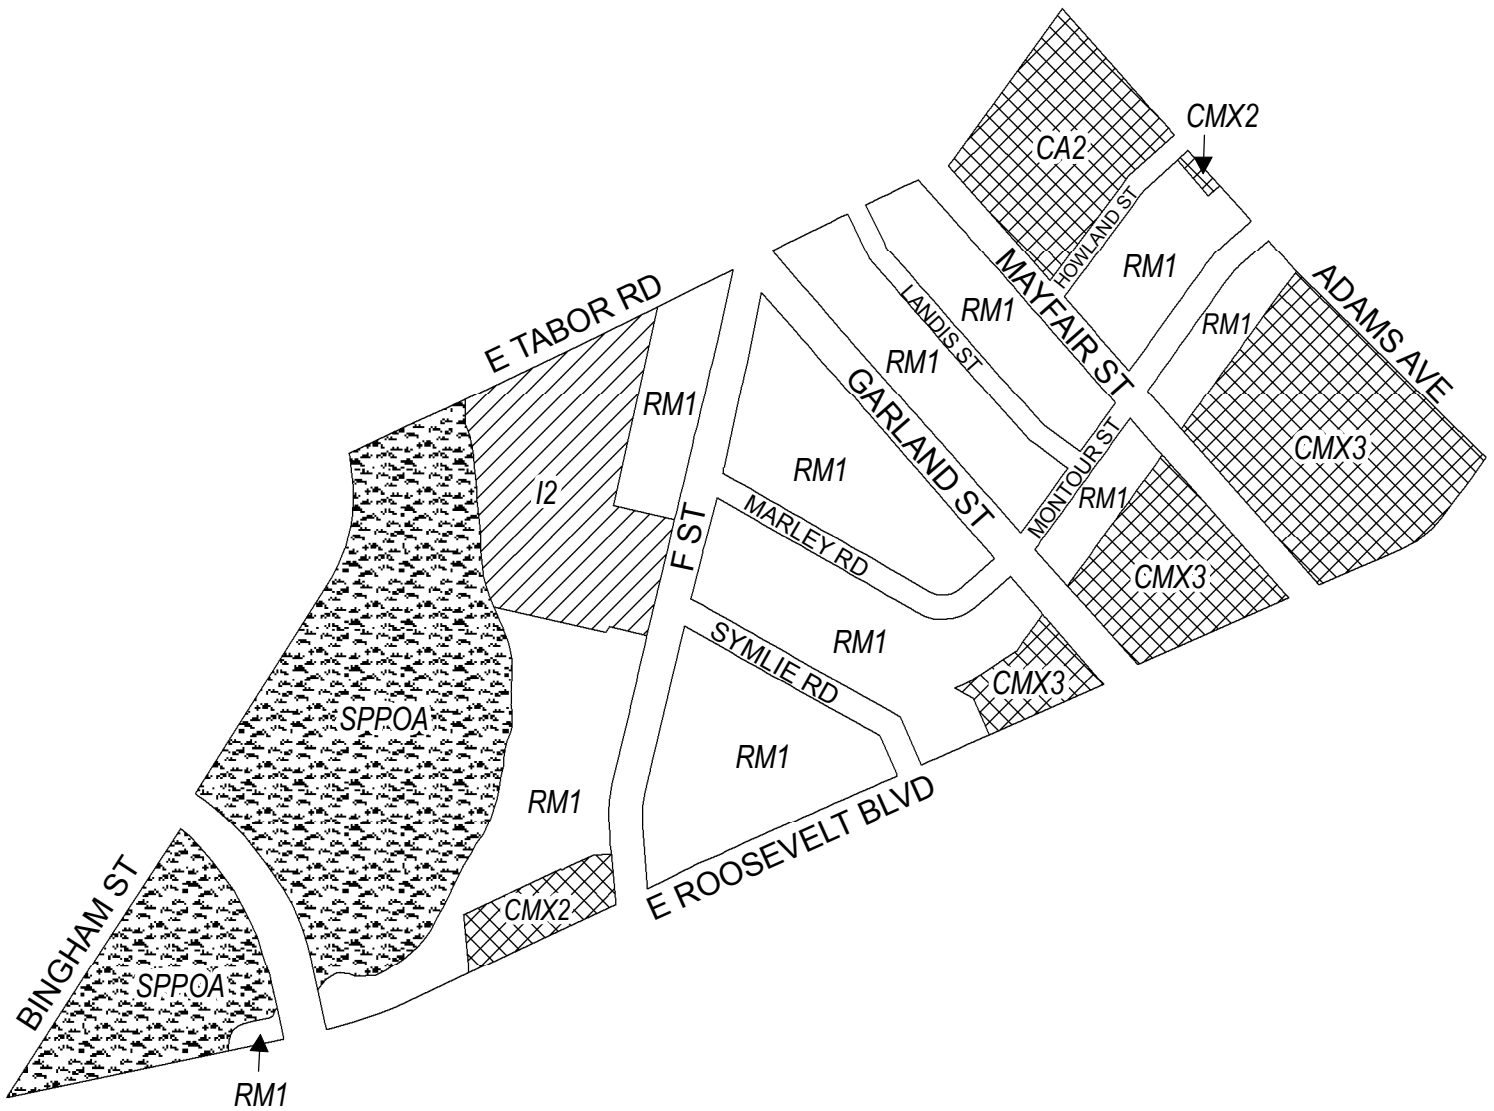 CMX2
CA2
HOWLAND ST
RM1
MAYFAIR ST
ADAMS AVE
E TABOR RD
RM1
LANDIS ST
RM1
RM1
GARLAND ST
RM1
CMX3
MONTOUR ST
RM1
RM1
I2
F ST
MARLEY RD
CMX3
SYMLIE RD
RM1
CMX3
SPPOA
RM1
RM1
E ROOSEVELT BLVD
CMX2
BINGHAM ST
SPPOA
RM1